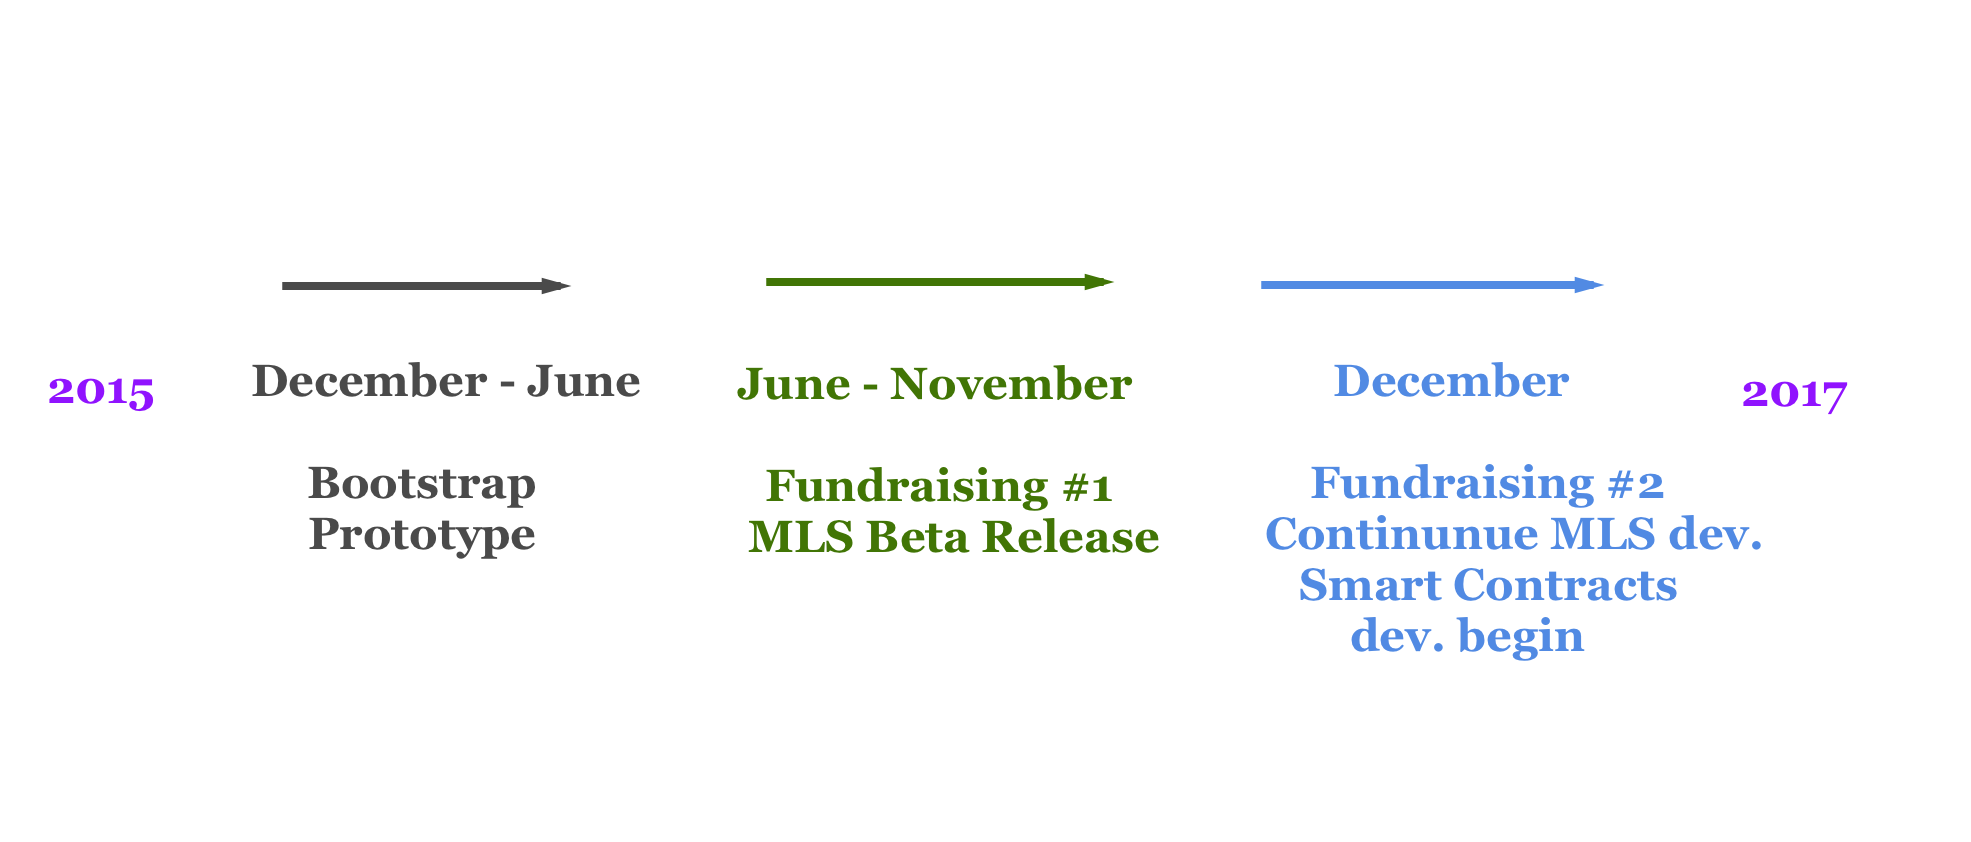 2015
December - June
Bootstrap
Prototype
June - November
Fundraising #1
MLS Beta Release
December
Fundraising #2
Continunue MLS dev.
Smart Contracts
dev. begin
2017